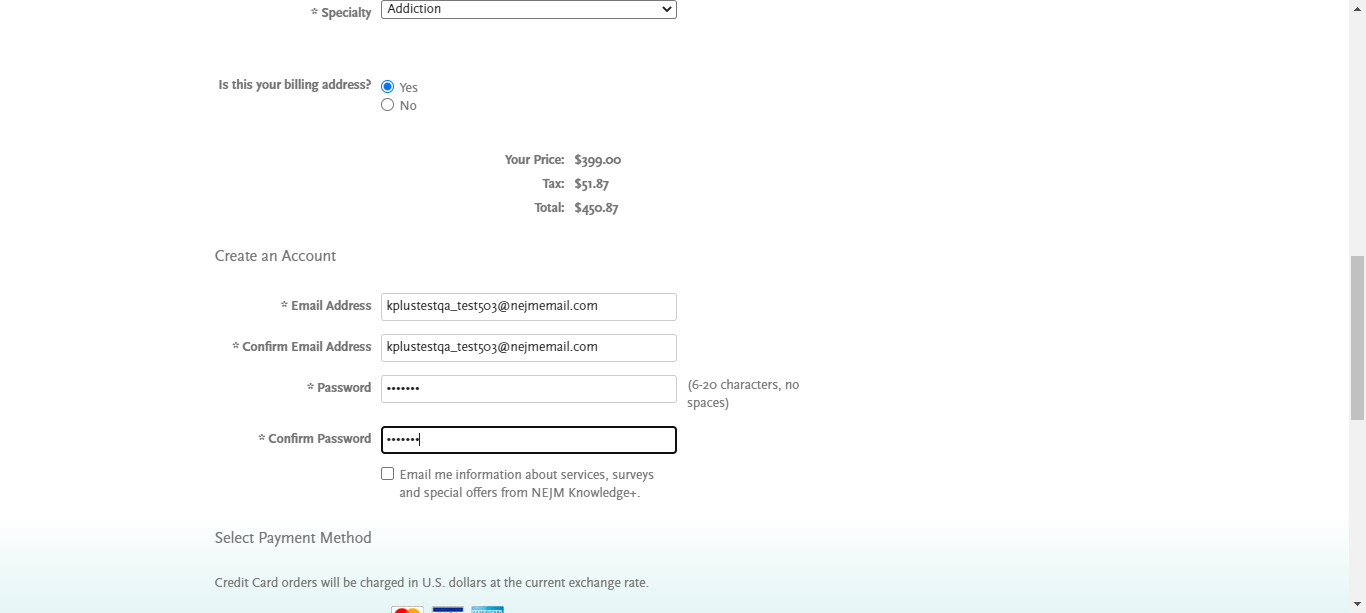 * Specialty Addiction
Is this your billing address? Yes
No
Your Price: $399.00
Tax: $51.87
Total: $450.87
Create an Account
* Email Address kplustestqa_test503@nejmemail.com
* Confirm Email Address kplustestqa_test503@nejmemail.com
* Password ••••••• (6-20 characters, no
spaces)
* Confirm Password •••••••
Email me information about services, surveys
and special offers from NEJM Knowledge+.
Select Payment Method
Credit Card orders will be charged in U.S. dollars at the current exchange rate.